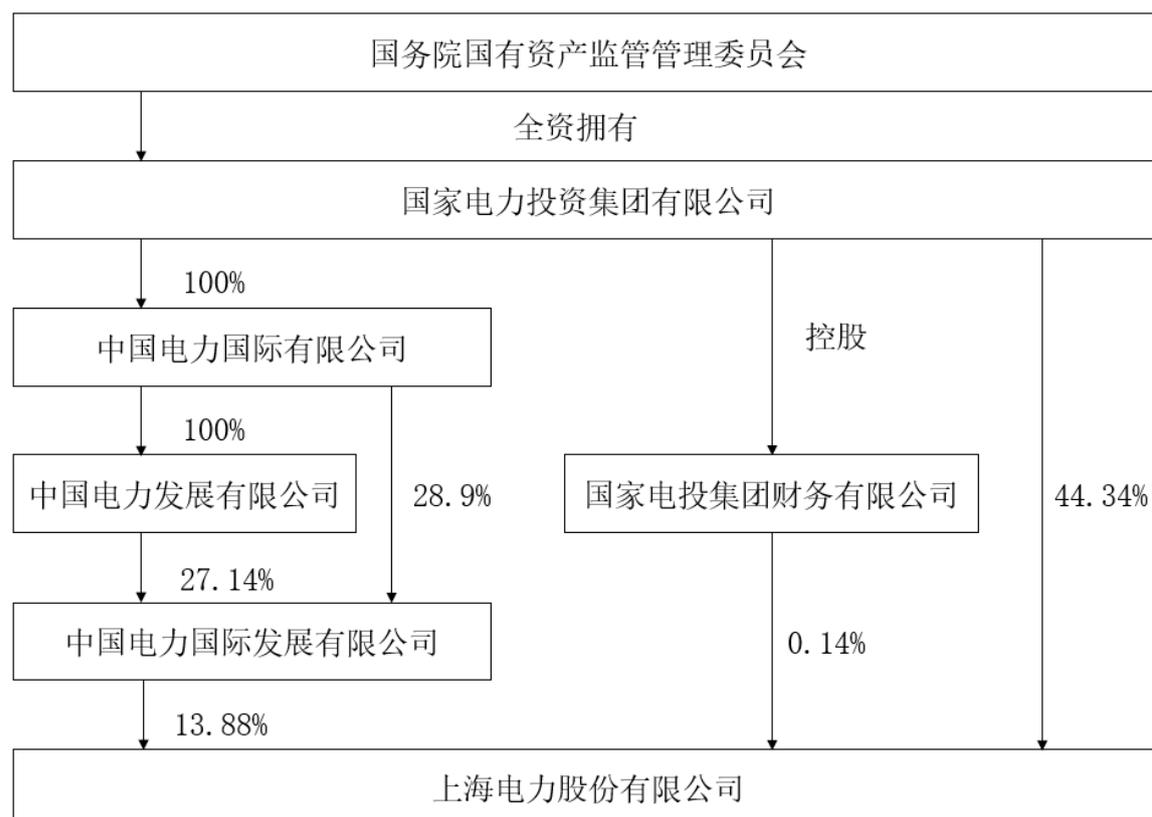 国务院国有资产监管管理委员会
全资拥有
国家电力投资集团有限公司
100%
中国电力国际有限公司
控股
100%
中国电力发展有限公司
28.9%
国家电投集团财务有限公司
44.34%
27.14%
中国电力国际发展有限公司
0.14%
13.88%
上海电力股份有限公司